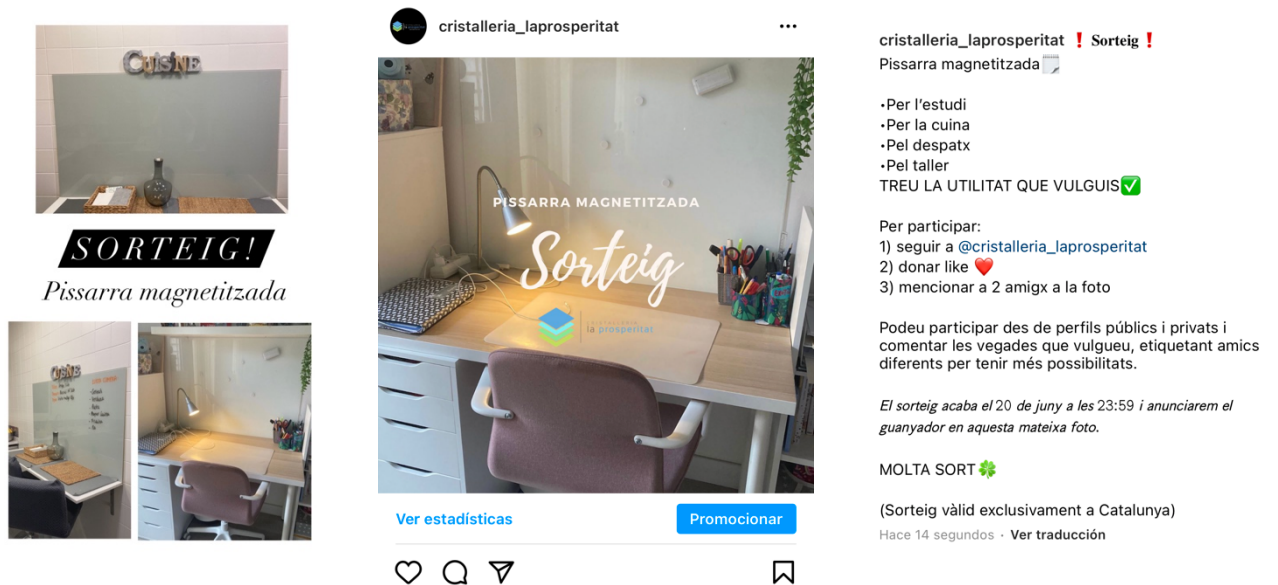 CUISINE
SORTEIG!
Pissarra magnetitzada
CUISINE
cristalleria_laprosperitat
PISSARRA MAGNETITZADA
Sorteig
CRISTALLERIA
la prosperitat
Ver estadísticas
Promocionar
cristalleria_laprosperitat ❗ Sorteig ❗
Pissarra magnetitzada🗒️
•Per l’estudi
•Per la cuina
•Pel despatx
•Pel taller
TREU LA UTILITAT QUE VULGUIS✅
Per participar:
1) seguir a @cristalleria_laprosperitat
2) donar like ❤️
3) mencionar a 2 amigx a la foto
Podeu participar des de perfils públics i privats i
comentar les vegades que vulgueu, etiquetant amics
diferents per tenir més possibilitats.
El sorteig acaba el 20 de juny a les 23:59 i anunciarem el
guanyador en aquesta mateixa foto.
MOLTA SORT🍀
(Sorteig vàlid exclusivament a Catalunya)
Hace 14 segundos · Ver traducción